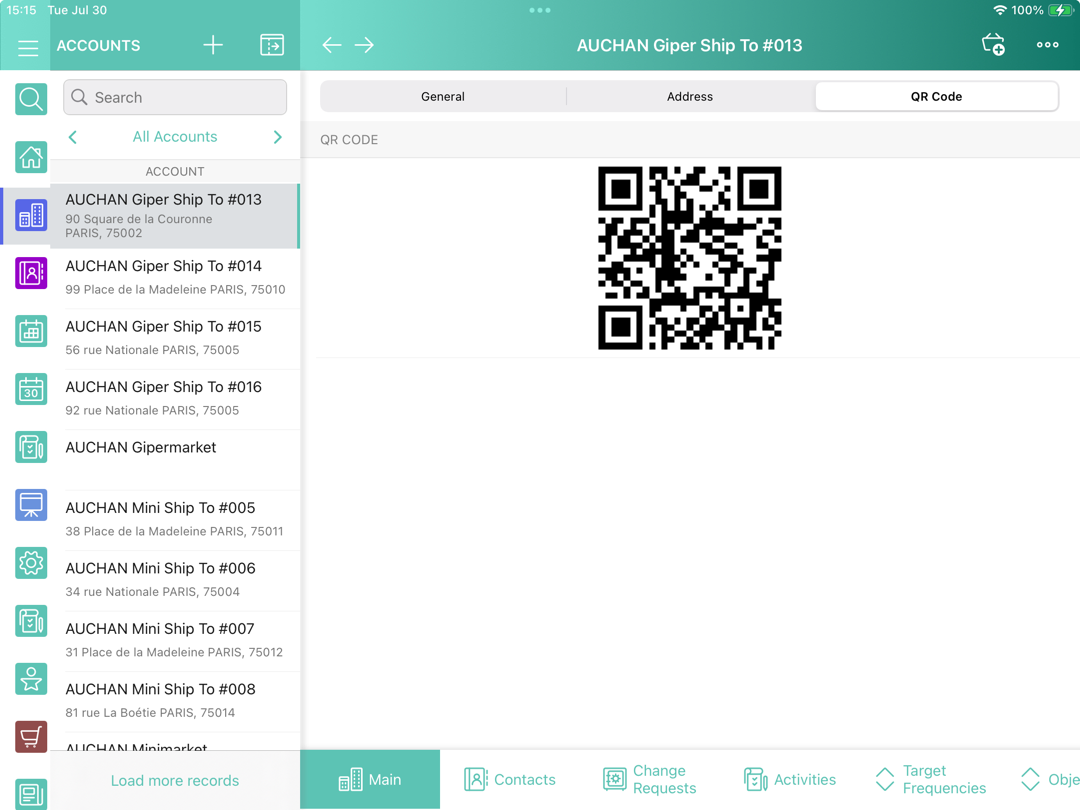 15:15 Tue Jul 30
100%
ACCOUNTS
AUCHAN Giper Ship To #013
Search
All Accounts
ACCOUNT
AUCHAN Giper Ship To #013
90 Square de la Couronne
PARIS, 75002
AUCHAN Giper Ship To #014
99 Place de la Madeleine PARIS, 75010
AUCHAN Giper Ship To #015
56 rue Nationale PARIS, 75005
AUCHAN Giper Ship To #016
92 rue Nationale PARIS, 75005
30
AUCHAN Gipermarket
AUCHAN Mini Ship To #005
38 Place de la Madeleine PARIS, 75011
AUCHAN Mini Ship To #006
34 rue Nationale PARIS, 75004
AUCHAN Mini Ship To #007
31 Place de la Madeleine PARIS, 75012
AUCHAN Mini Ship To #008
81 rue La Boétie PARIS, 75014
AUCHAN Minimarket
Load more records
General
Address
QR Code
QR CODE
Main
Contacts
Change
Requests
Activities
Target
Frequencies
Obje